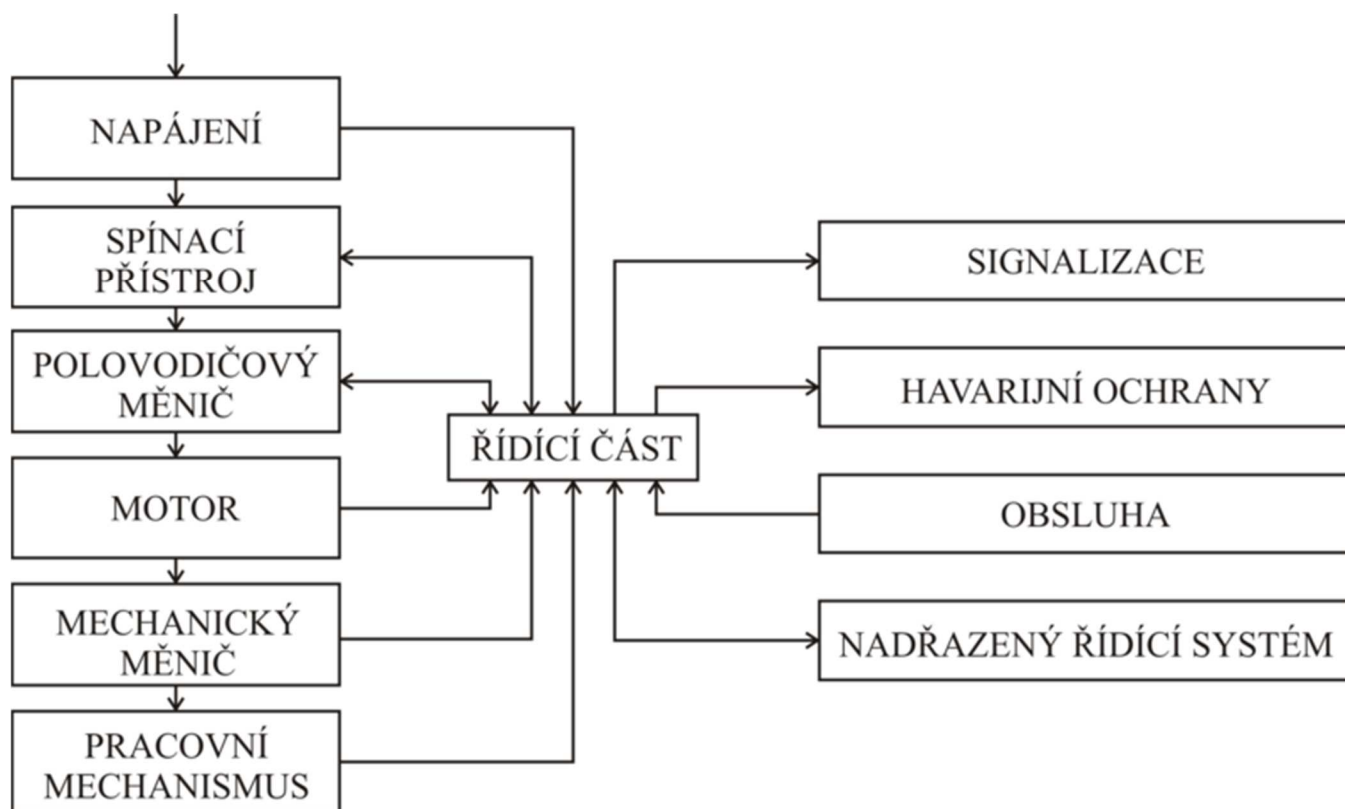 NAPÁJENÍ
SPÍNACÍ
PŘÍSTROJ
POLOVODIČOVÝ
MĚNIČ
MOTOR
MECHANICKÝ
MĚNIČ
PRACOVNÍ
MECHANISMUS
ŘÍDÍCÍ ČÁST
SIGNALIZACE
HAVARIJNÍ OCHRANY
OBSLUHA
NADŘAZENÝ ŘÍDÍCÍ SYSTÉM